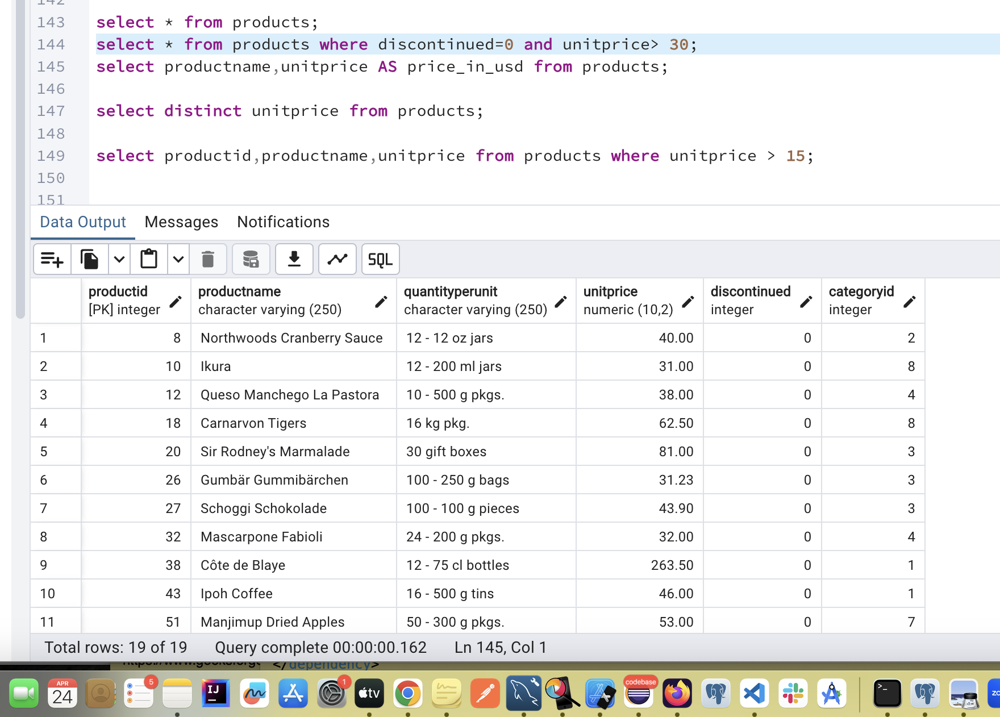 142
143 select * from products;
144 select * from products where discontinued=0 and unitprice> 30;
145 select productname,unitprice AS price_in_usd from products;
146
147 select distinct unitprice from products;
148
149 select productid,productname,unitprice from products where unitprice > 15;
150
151
Data Output Messages Notifications
SQL
productid productname quantityperunit unitprice discontinued categoryid
[PK] integer character varying (250) character varying (250) numeric (10,2) integer integer
1 8 Northwoods Cranberry Sauce 12 - 12 oz jars 40.00 0 2
2 10 Ikura 12 - 200 ml jars 31.00 0 8
3 12 Queso Manchego La Pastora 10 - 500 g pkgs. 38.00 0 4
4 18 Carnarvon Tigers 16 kg pkg. 62.50 0 8
5 20 Sir Rodney's Marmalade 30 gift boxes 81.00 0 3
6 26 Gumbär Gummibärchen 100 - 250 g bags 31.23 0 3
7 27 Schoggi Schokolade 100 - 100 g pieces 43.90 0 3
8 32 Mascarpone Fabioli 24 - 200 g pkgs. 32.00 0 4
9 38 Côte de Blaye 12 - 75 cl bottles 263.50 0 1
10 43 Ipoh Coffee 16 - 500 g tins 46.00 0 1
11 51 Manjimup Dried Apples 50 - 300 g pkgs. 53.00 0 7
Total rows: 19 of 19 Query complete 00:00:00.162 Ln 145, Col 1
</dependency>
APR
24
5
IJ
1
tv
codebase
>_